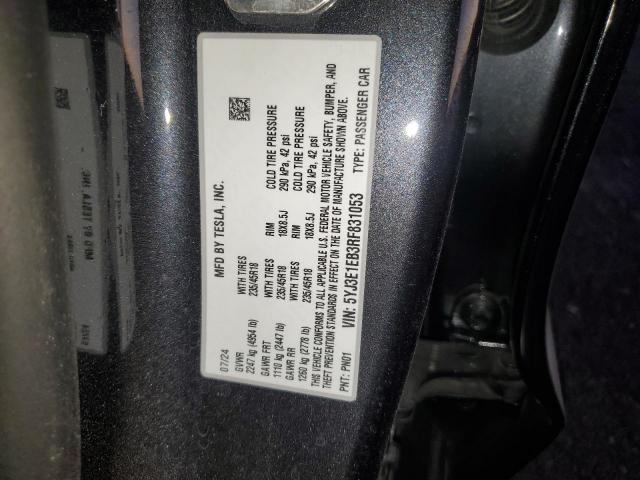 MFD BY TESLA, INC.
07/24
GVWR WITH TIRES
2247 kg (4954 lb) 235/45R18
GAWR FRT WITH TIRES RIM COLD TIRE PRESSURE
1110 kg (2447 lb) 235/45R18 18X8.5J 290 kPa, 42 psi
GAWR RR WITH TIRES RIM COLD TIRE PRESSURE
1260 kg (2778 lb) 235/45R18 18X8.5J 290 kPa, 42 psi
THIS VEHICLE CONFORMS TO ALL APPLICABLE U.S. FEDERAL MOTOR VEHICLE SAFETY, BUMPER, AND
THEFT PREVENTION STANDARDS IN EFFECT ON THE DATE OF MANUFACTURE SHOWN ABOVE.
VIN: 5YJ3E1EB3RF831053 TYPE: PASSENGER CAR
PNT: PN01